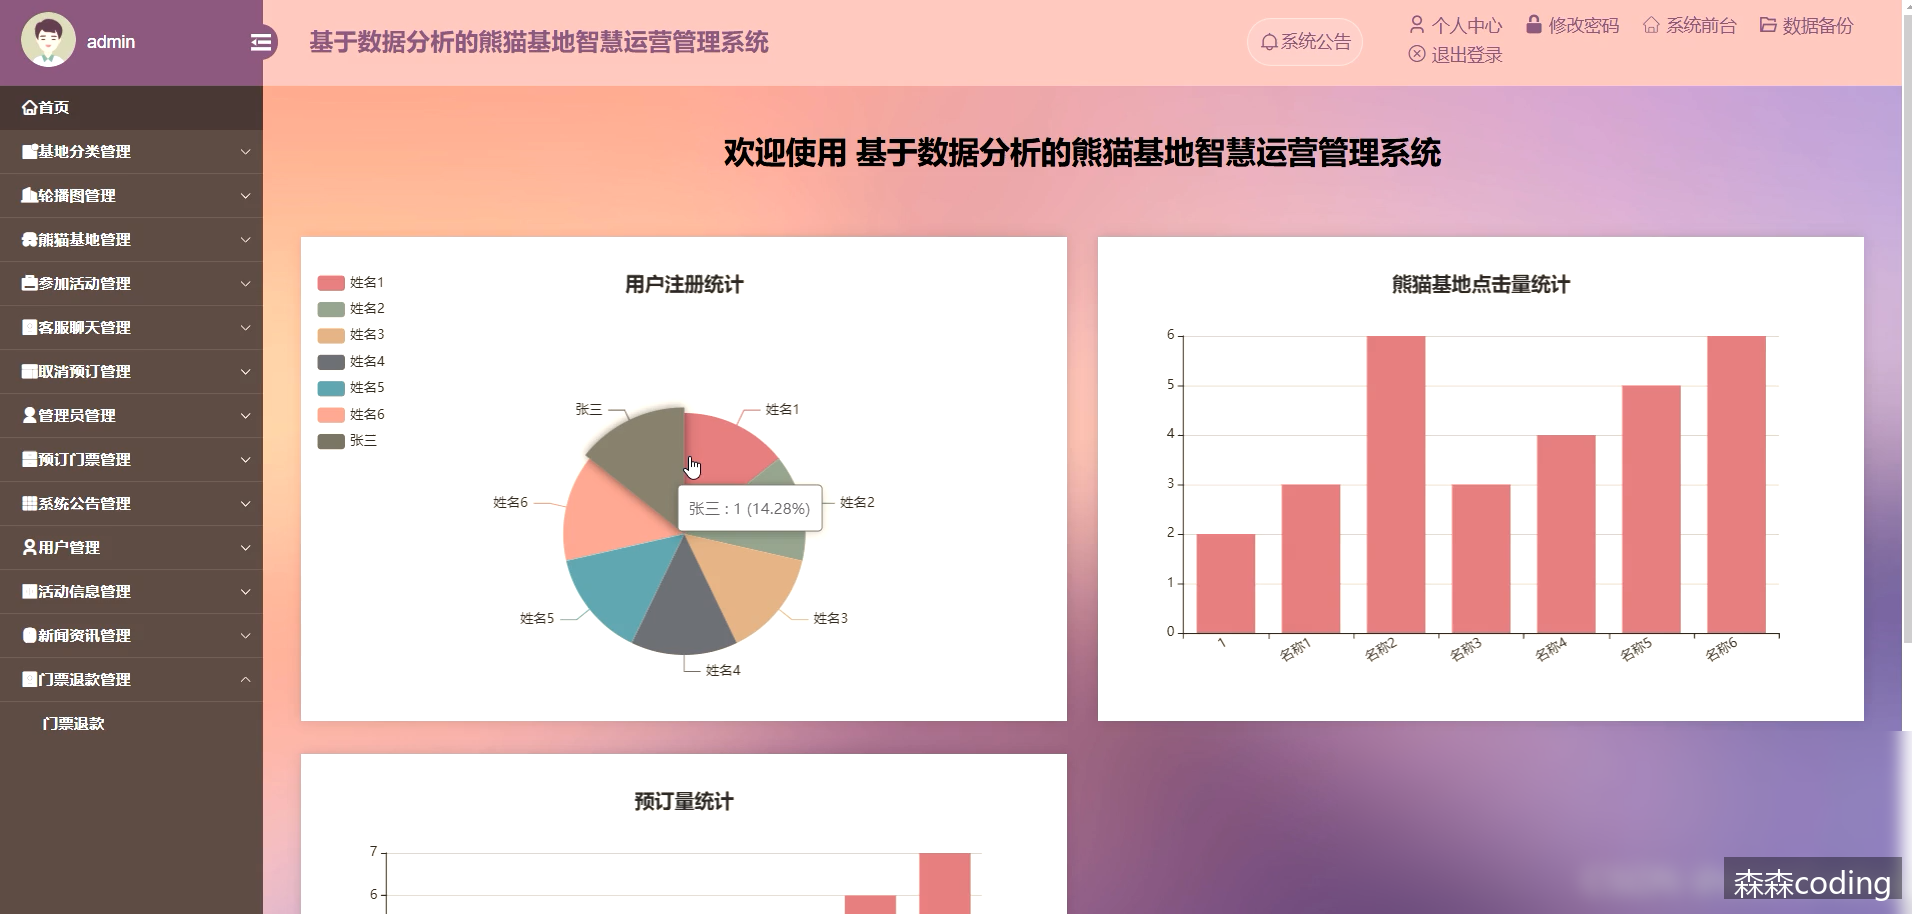 admin
基于数据分析的熊猫基地智慧运营管理系统
系统公告
个人中心
修改密码
系统前台
数据备份
退出登录
首页
基地分类管理
轮播图管理
熊猫基地管理
参加活动管理
客服聊天管理
取消预订管理
管理员管理
预订门票管理
系统公告管理
用户管理
活动信息管理
新闻资讯管理
门票退款管理
门票退款
欢迎使用 基于数据分析的熊猫基地智慧运营管理系统
用户注册统计
姓名1
姓名2
姓名3
姓名4
姓名5
姓名6
张三
张三
姓名1
姓名6
姓名2
张三 : 1 (14.28%)
姓名5
姓名3
姓名4
熊猫基地点击量统计
6
5
4
3
2
1
0
1
名称1
名称2
名称3
名称4
名称5
名称6
预订量统计
7
6
森森coding